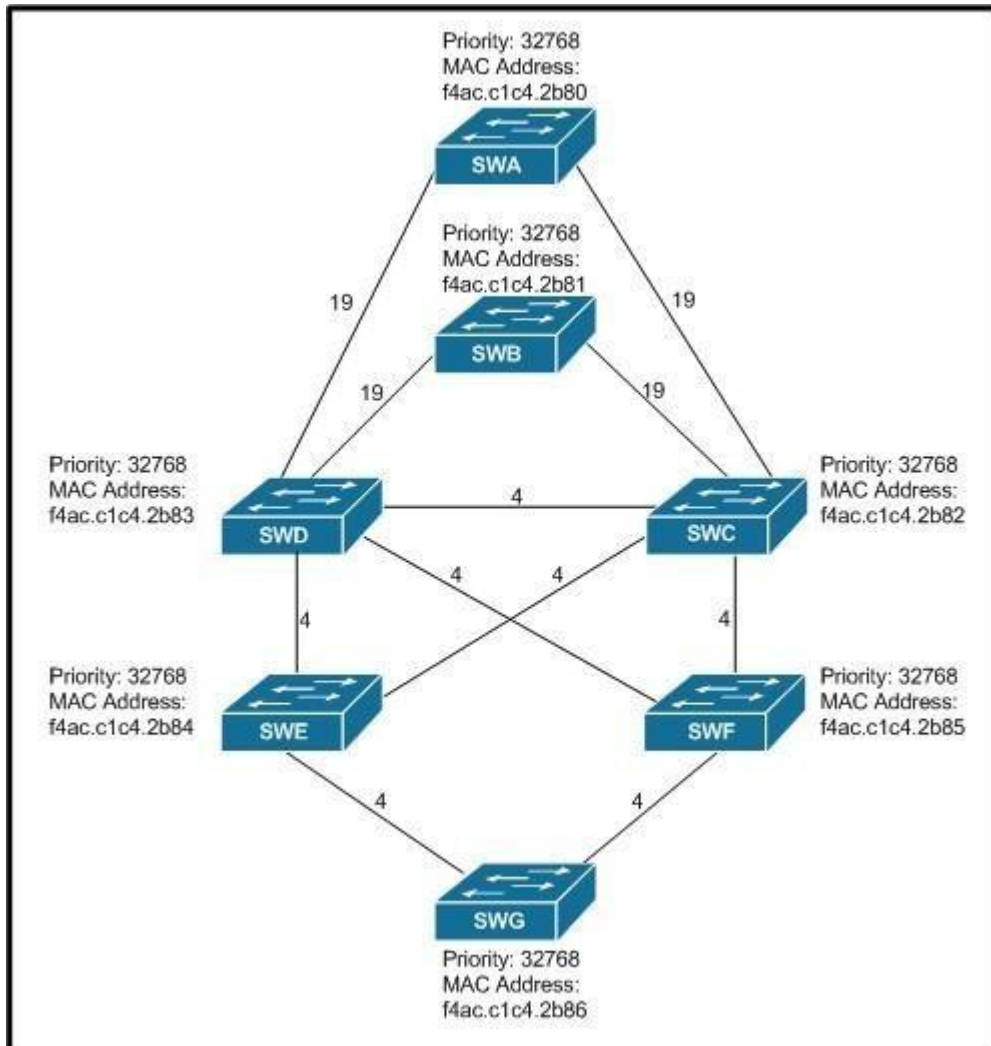 Priority: 32768
MAC Address:
f4ac.c1c4.2b80
SWA
Priority: 32768
MAC Address:
f4ac.c1c4.2b81
19
19
SWB
19
19
Priority: 32768
MAC Address:
f4ac.c1c4.2b83
SWD
4
Priority: 32768
MAC Address:
f4ac.c1c4.2b82
SWC
4
4
4
4
Priority: 32768
MAC Address:
f4ac.c1c4.2b84
SWE
Priority: 32768
MAC Address:
f4ac.c1c4.2b85
SWF
4
4
SWG
Priority: 32768
MAC Address:
f4ac.c1c4.2b86